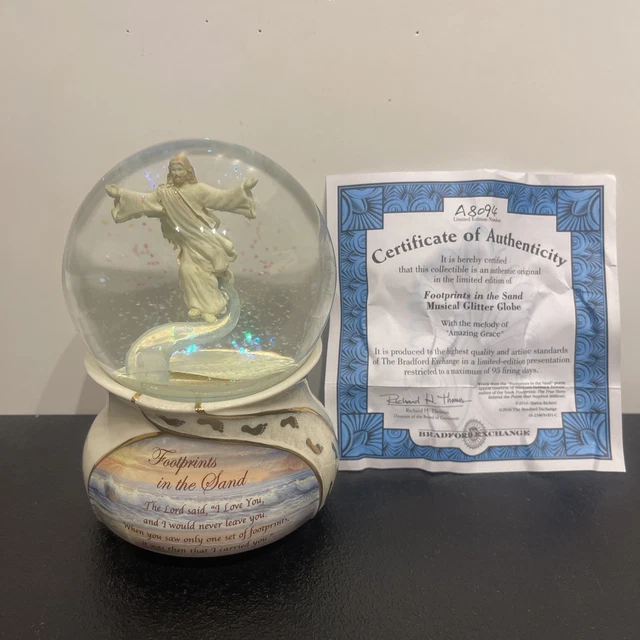 Footprints
in the Sand
The Lord said, "I Love You,
and I would never leave you.
When you saw only one set of footprints,
It was then that I carried you.
A8094
Limited Edition Number
Certificate of Authenticity
It is hereby certified
that this collectible is an authentic original
in the limited edition of
Footprints in the Sand
Musical Glitter Globe
With the melody of
"Amazing Grace"
It is produced to the highest quality and artistic standards
of The Bradford Exchange in a limited-edition presentation
restricted to a maximum of 95 firing days.
Richard H. Thomas
Richard H. Thomas
BRADFORD EXCHANGE